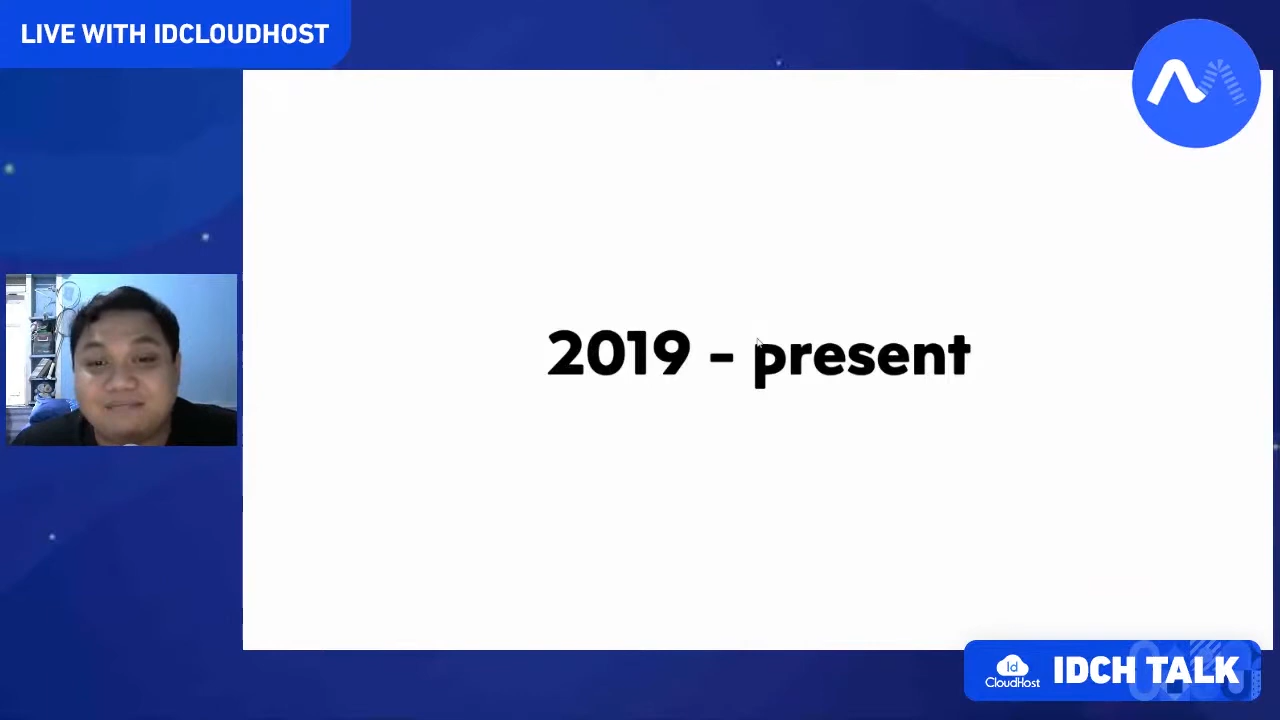 LIVE WITH IDCLOUDHOST
2019 - present
Id
CloudHost
IDCH TALK